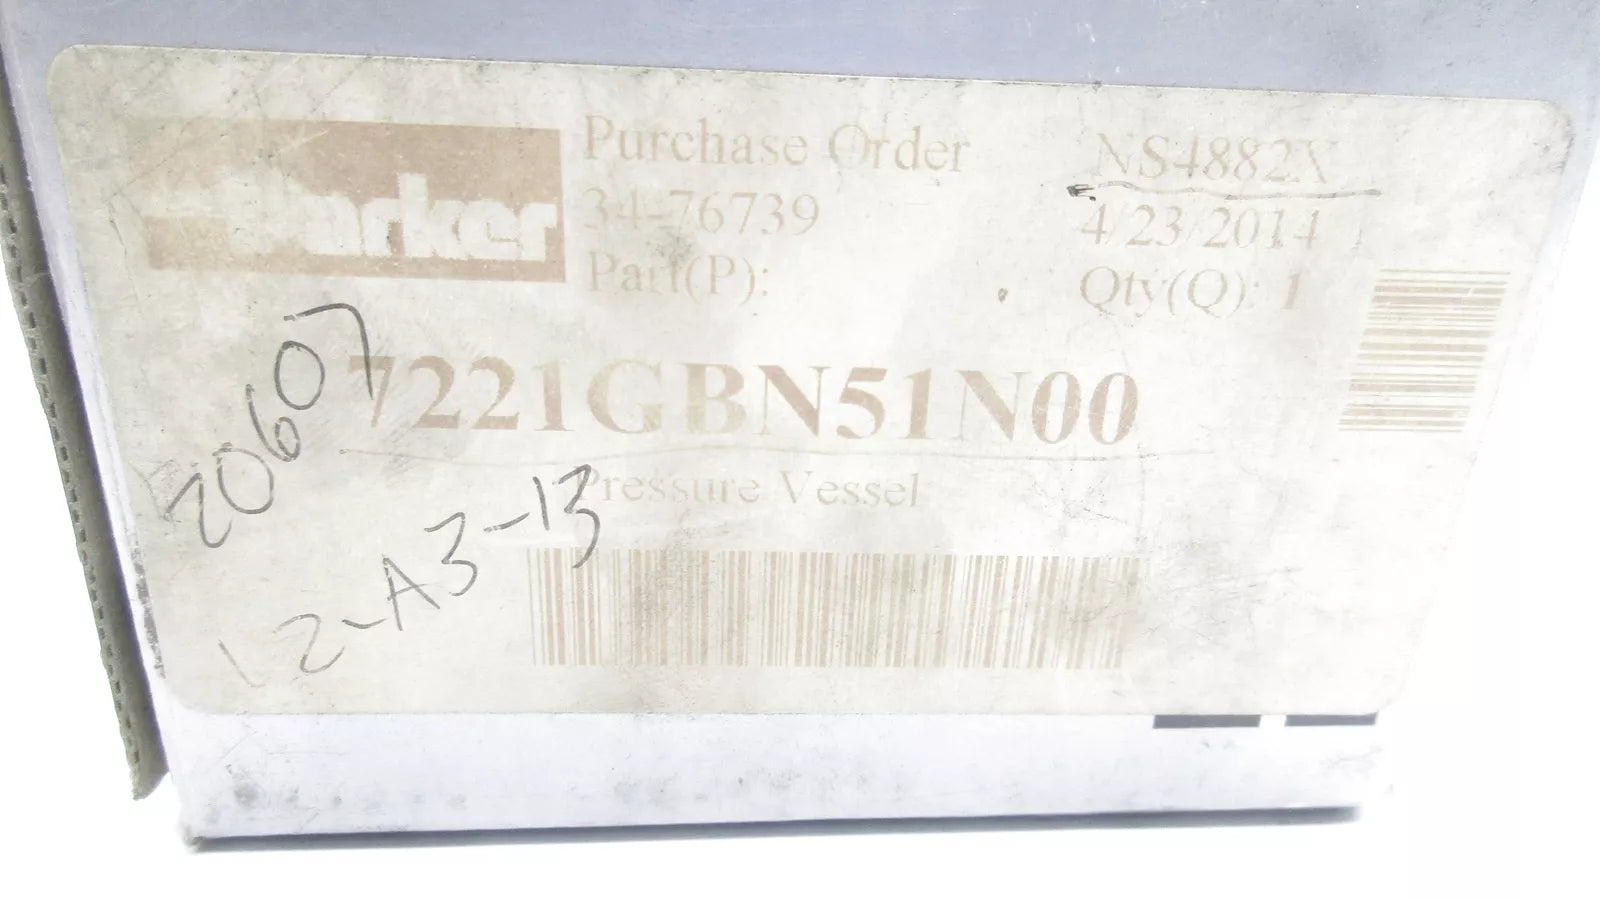 Parker
Purchase Order NS4882X
34-76739 4/23/2014
Part(P): Qty(Q): 1
7221GBN51N00
Pressure Vessel
20607
L2-A3-13